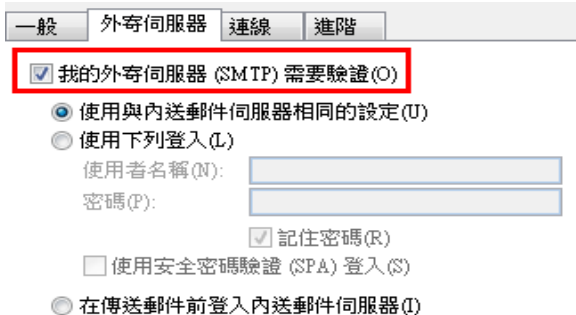 一般 外寄伺服器 連線 進階
我的外寄伺服器 (SMTP) 需要驗證(O)
使用與內送郵件伺服器相同的設定(U)
使用下列登入(L)
使用者名稱(N):
密碼(P):
記住密碼(R)
使用安全密碼驗證 (SPA) 登入(S)
在傳送郵件前登入內送郵件伺服器(I)